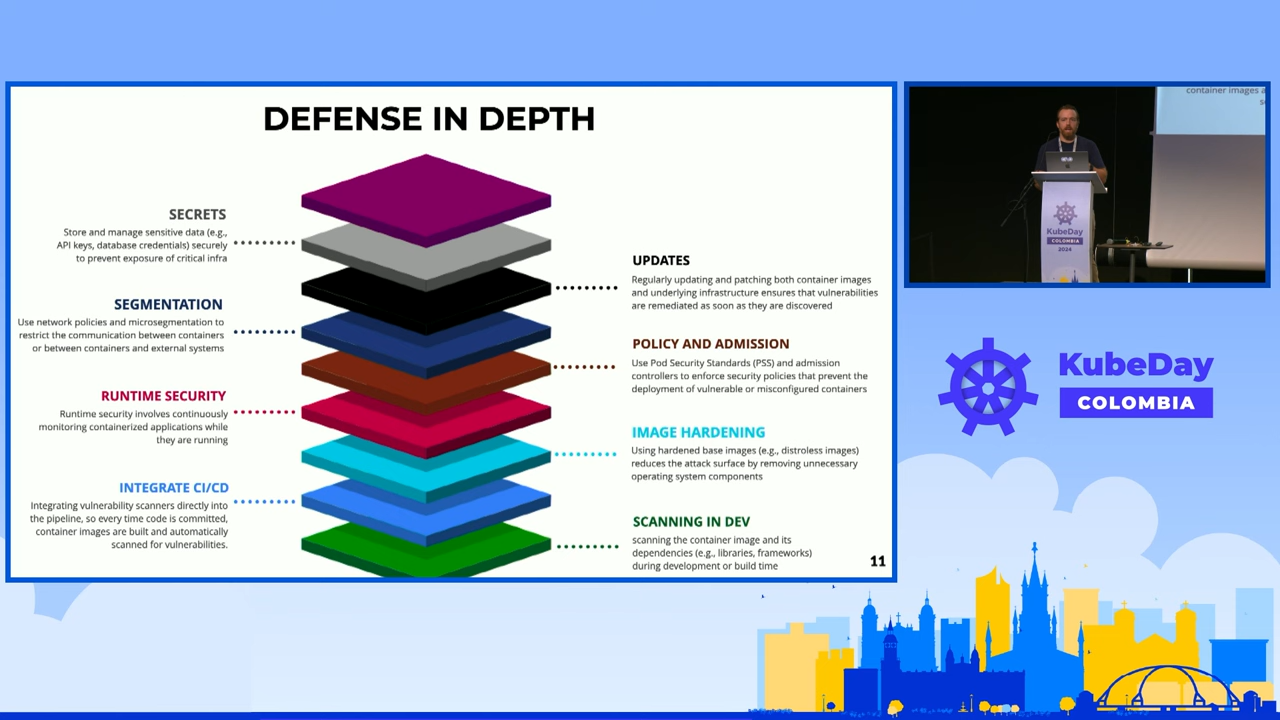 DEFENSE IN DEPTH
SECRETS
Store and manage sensitive data (e.g.,
API keys, database credentials) securely
to prevent exposure of critical infra
SEGMENTATION
Use network policies and microsegmentation to
restrict the communication between containers
or between containers and external systems
RUNTIME SECURITY
Runtime security involves continuously
monitoring containerized applications while
they are running
INTEGRATE CI/CD
Integrating vulnerability scanners directly into
the pipeline, so every time code is committed,
container images are built and automatically
scanned for vulnerabilities.
UPDATES
Regularly updating and patching both container images
and underlying infrastructure ensures that vulnerabilities
are remediated as soon as they are discovered
POLICY AND ADMISSION
Use Pod Security Standards (PSS) and admission
controllers to enforce security policies that prevent the
deployment of vulnerable or misconfigured containers
IMAGE HARDENING
Using hardened base images (e.g., distroless images)
reduces the attack surface by removing unnecessary
operating system components
SCANNING IN DEV
scanning the container image and its
dependencies (e.g., libraries, frameworks)
during development or build time
11
container images a
s
KubeDay
COLOMBIA
2024
KubeDay
COLOMBIA